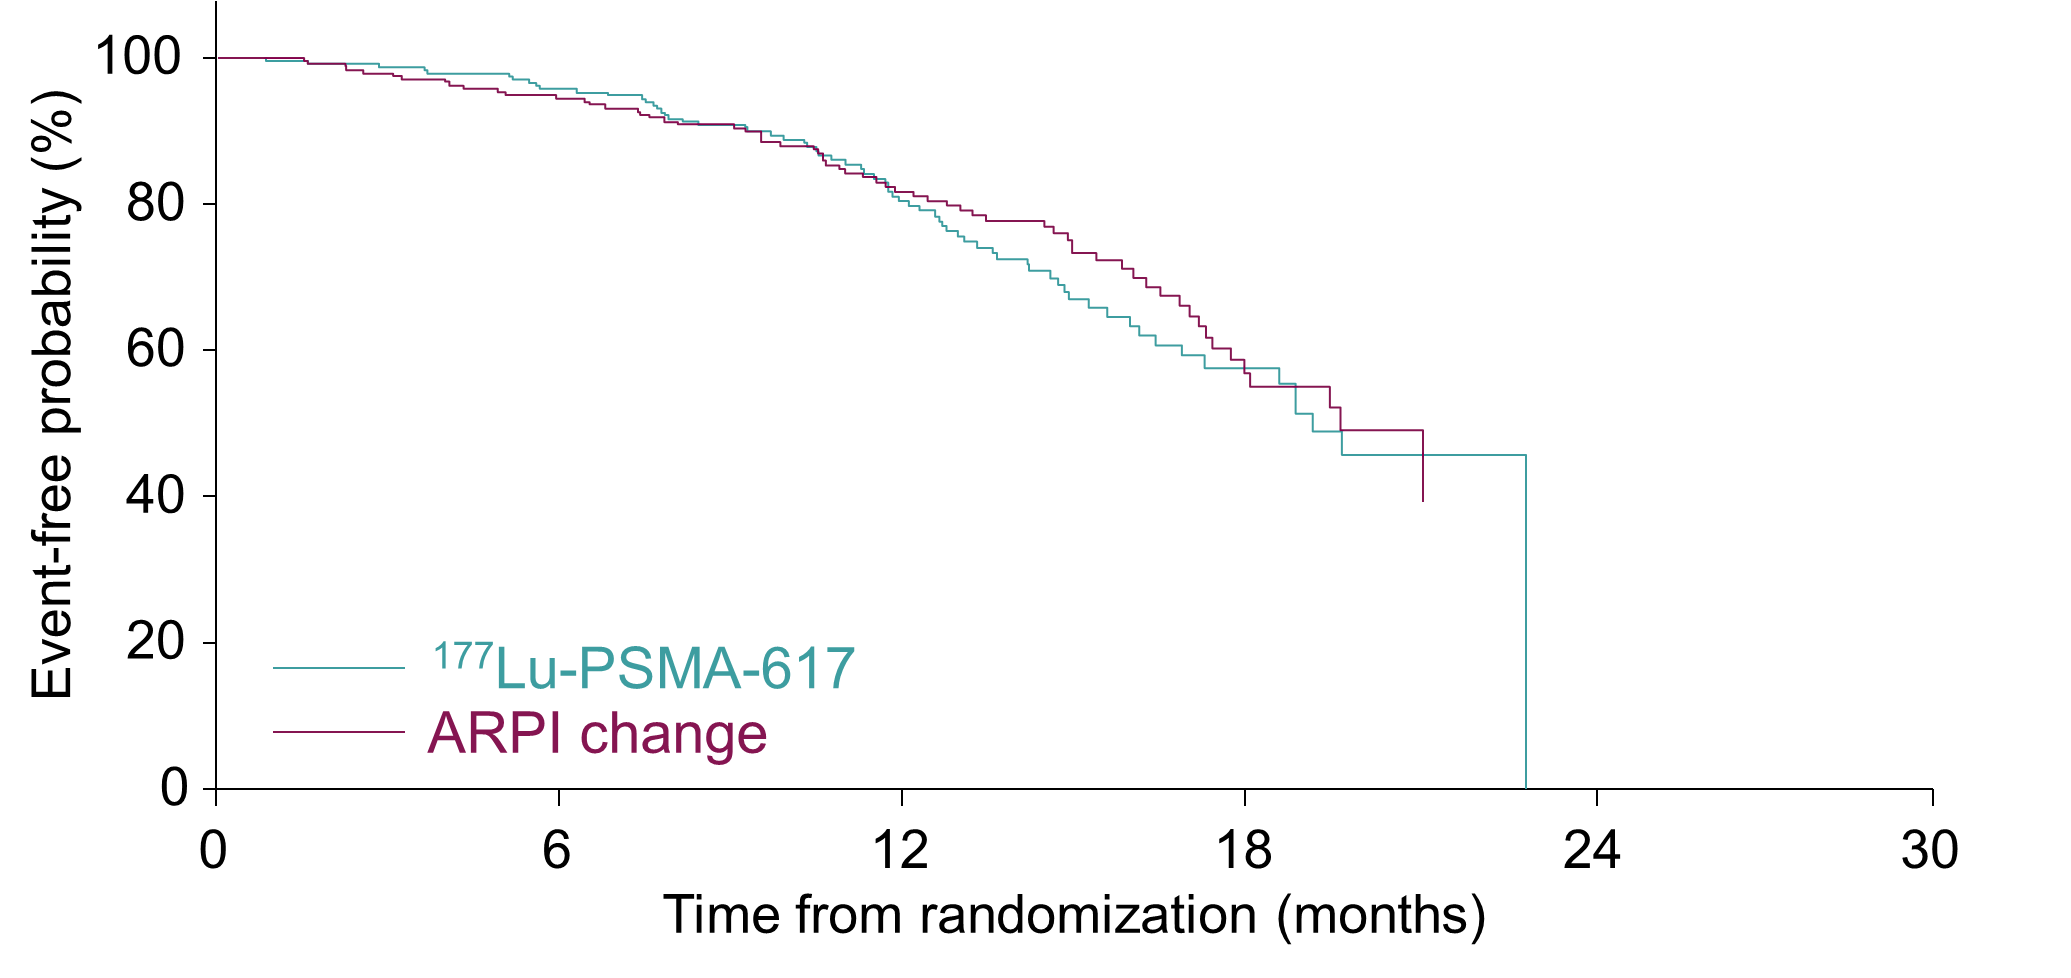 Event-free probability (%)
100
80
60
40
20
0
¹⁷⁷Lu-PSMA-617
ARPI change
0 6 12 18 24 30
Time from randomization (months)